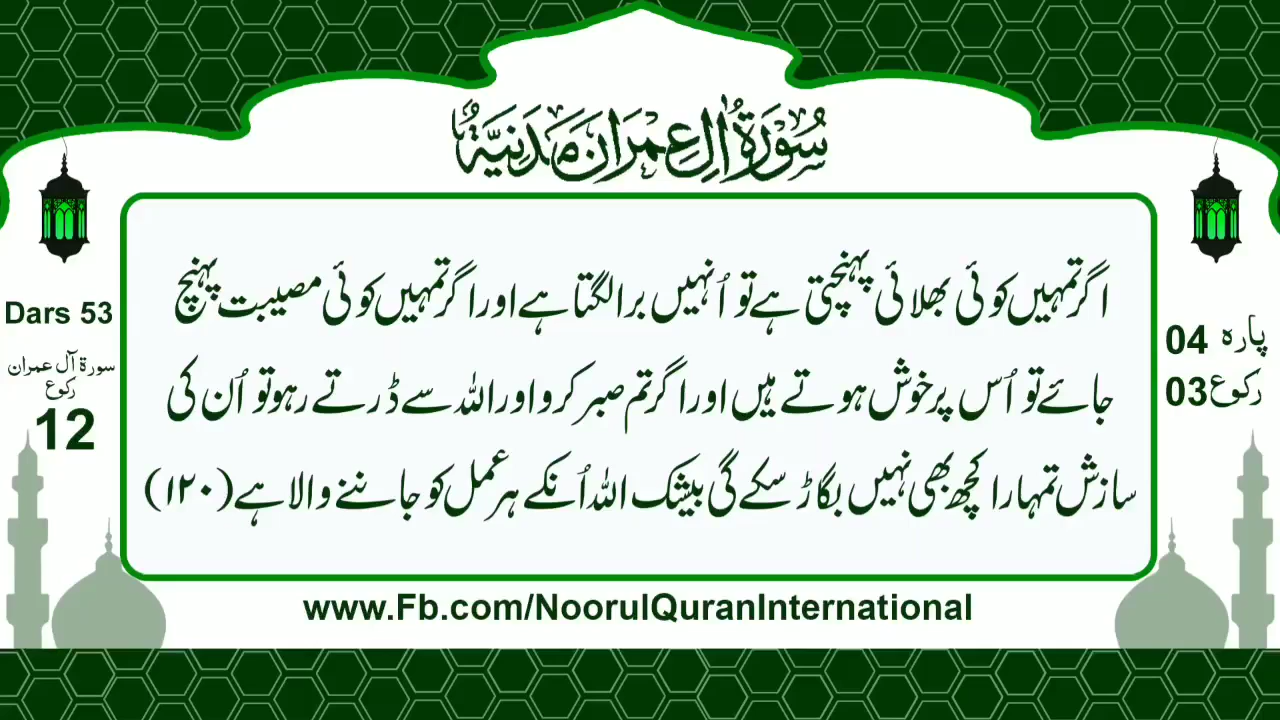 سُوْرَةُ اٰلِ عِمْرَان مَدَنِيَّةٌ
اگر تمہیں کوئی بھلائی پہنچتی ہے تو اُنہیں برا لگتا ہے اور اگر تمہیں کوئی مصیبت پہنچ
جائے تو اُس پر خوش ہوتے ہیں اور اگر تم صبر کرو اور اللہ سے ڈرتے رہو تو اُن کی
سازش تمہارا کچھ بھی نہیں بگاڑ سکے گی بیشک اللہ اُنکے ہر عمل کو جاننے والا ہے (۱۲۰)
پارہ 04
رکوع 03
Dars 53
سورۃ آل عمران
رکوع
12
www.Fb.com/NoorulQuranInternational